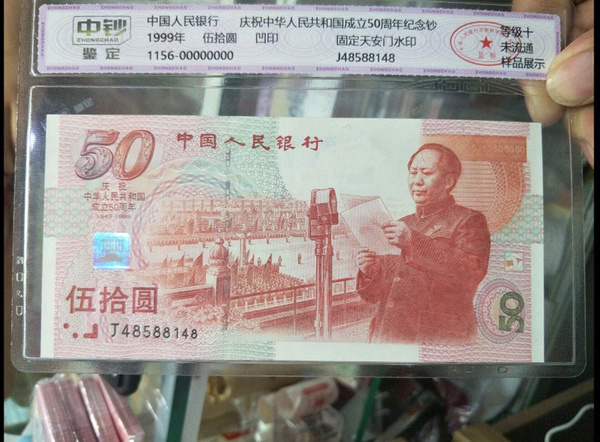 中钞
ZHONGCHAO
鉴定
中国人民银行 庆祝中华人民共和国成立50周年纪念钞
1999年 伍拾圆 凹印 固定天安门水印
1156-00000000 J48588148
等级十
未流通
样品展示
50
中国人民银行
庆祝
中华人民共和国
成立50周年
1949-1999
伍拾圆
J48588148
50